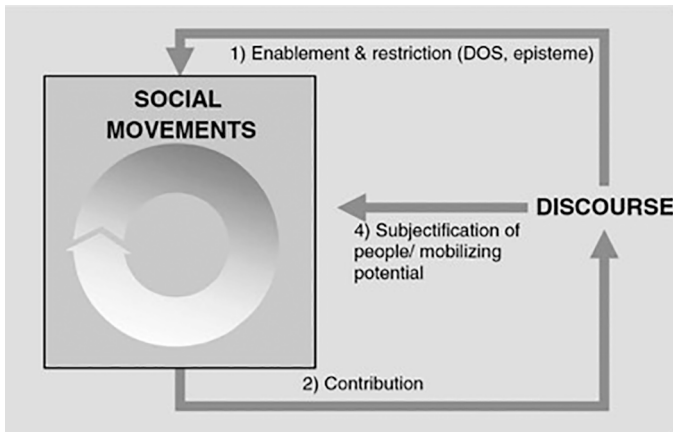 1) Enablement & restriction (DOS, episteme)
SOCIAL
MOVEMENTS
DISCOURSE
4) Subjectification of
people/ mobilizing
potential
2) Contribution